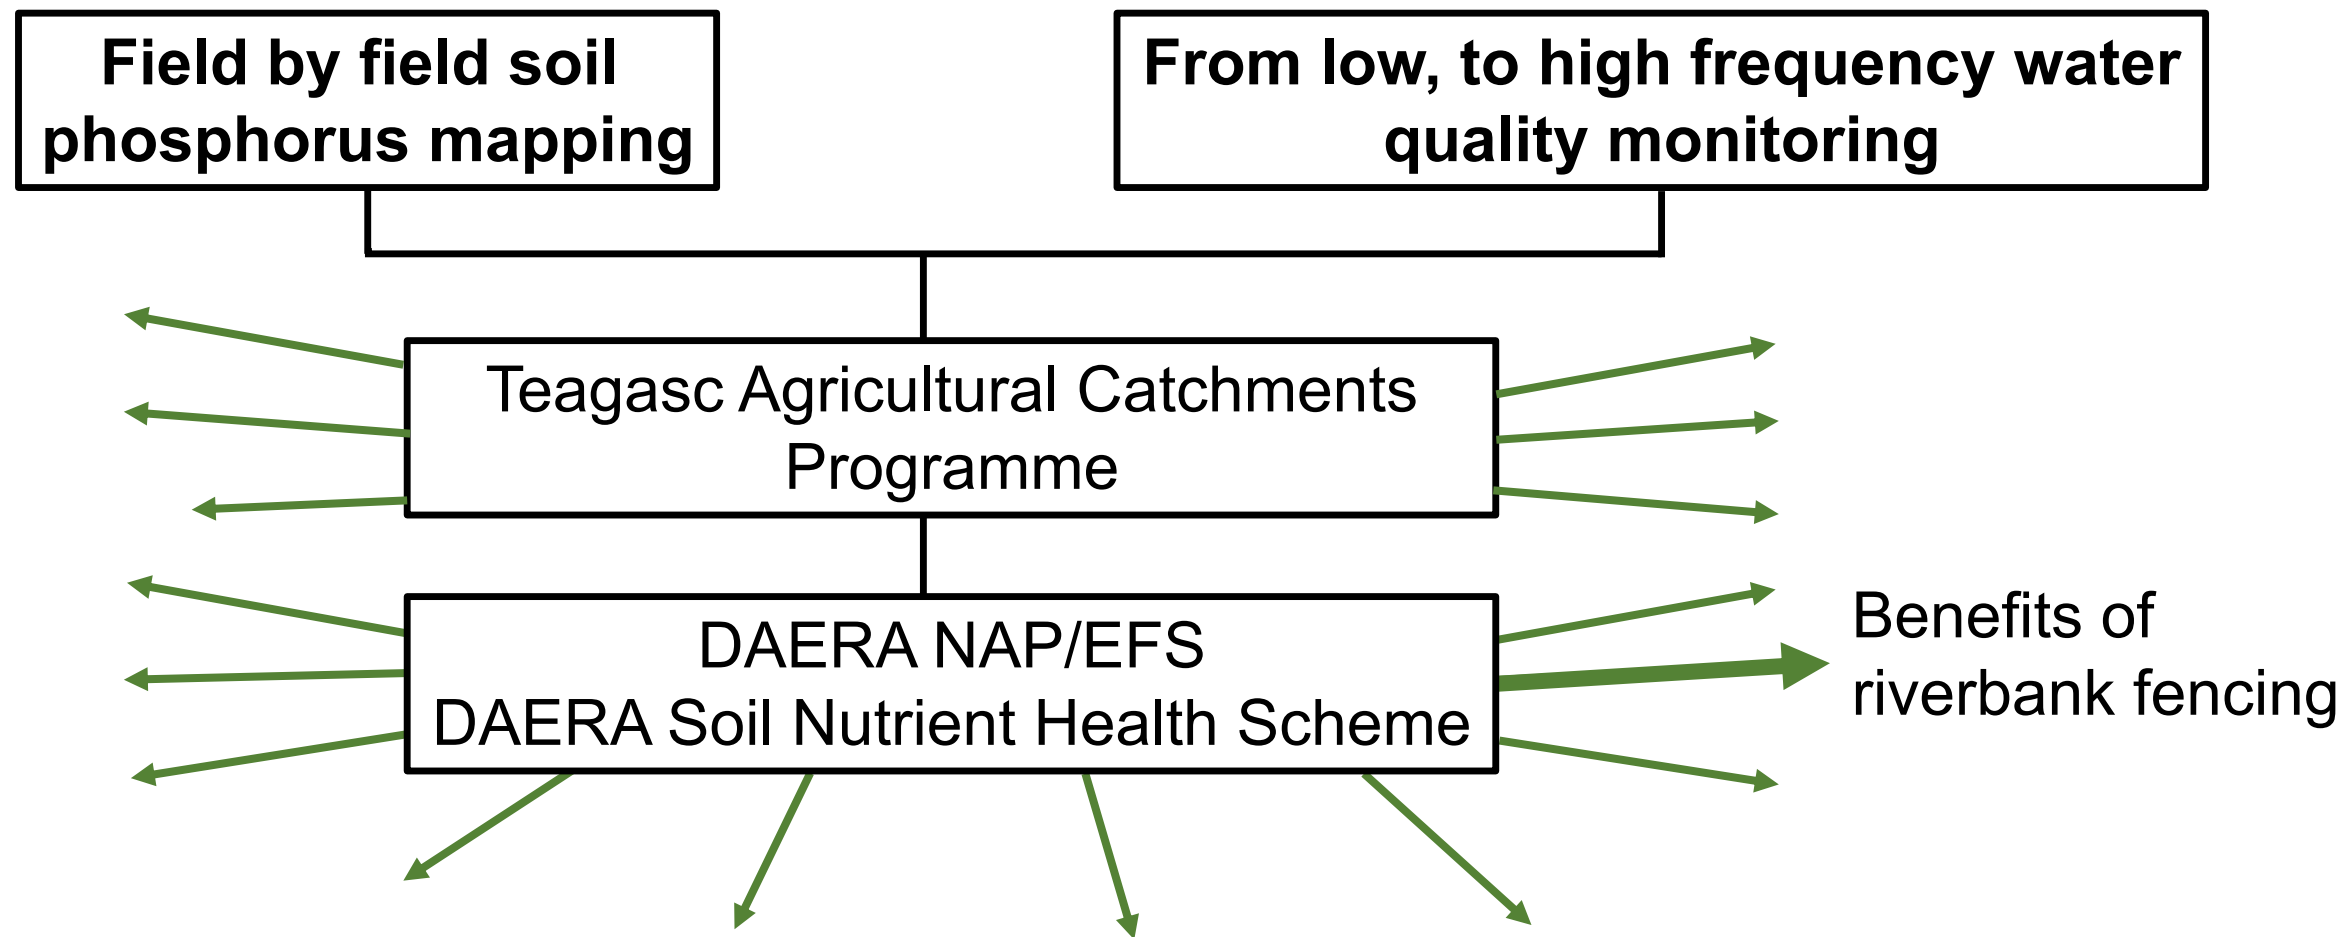 Field by field soil
phosphorus mapping
From low, to high frequency water
quality monitoring
Teagasc Agricultural Catchments
Programme
DAERA NAP/EFS
DAERA Soil Nutrient Health Scheme
Benefits of
riverbank fencing